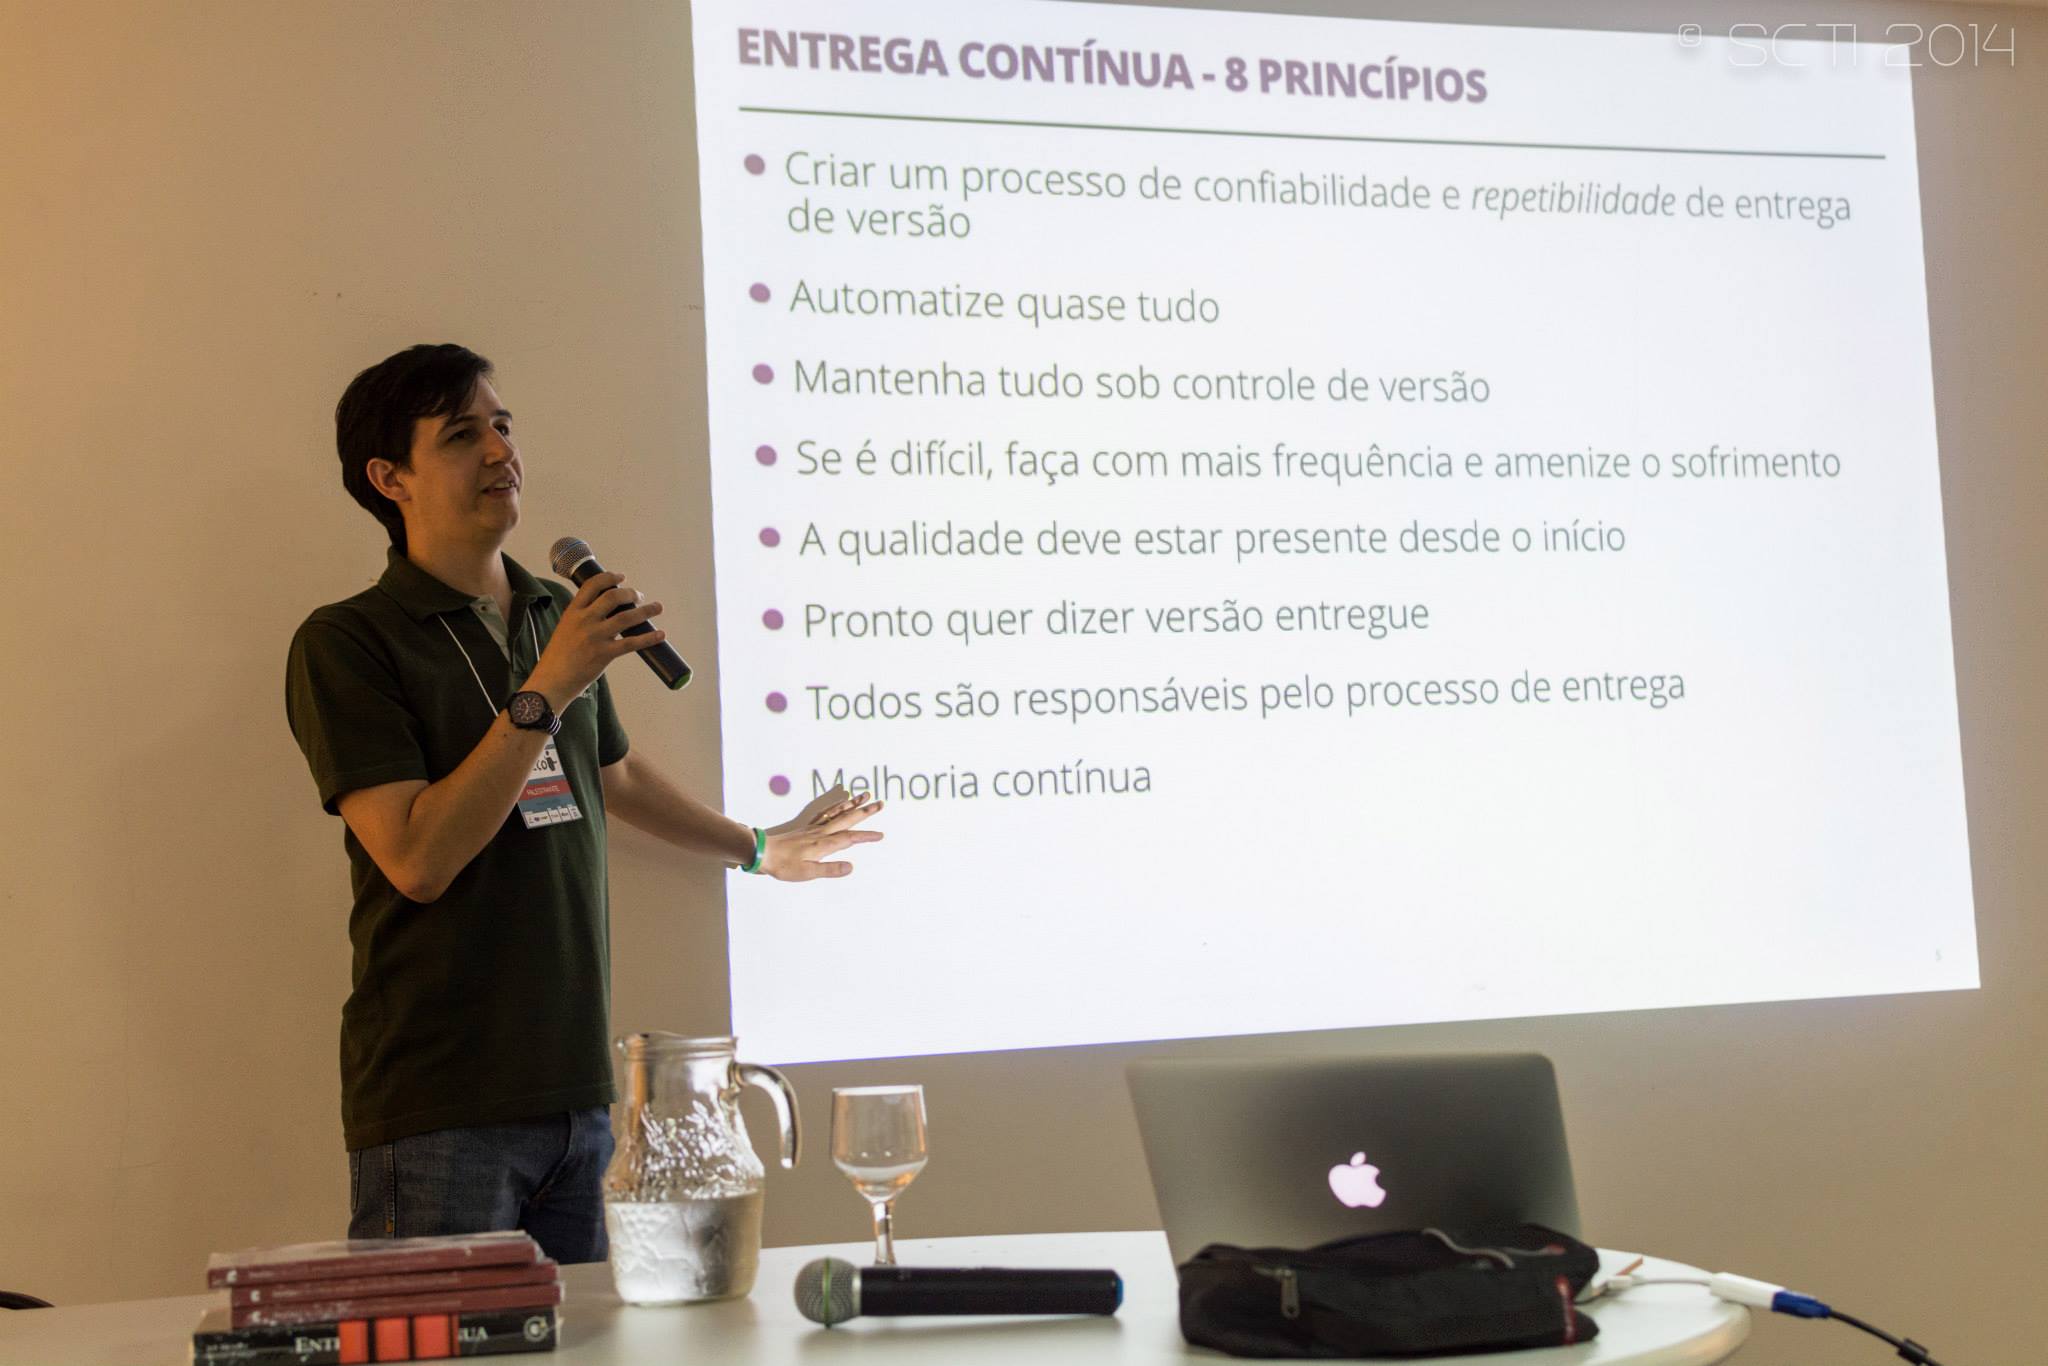 © SCTI 2014
ENTREGA CONTÍNUA - 8 PRINCÍPIOS
Criar um processo de confiabilidade e repetibilidade de entrega
de versão
Automatize quase tudo
Mantenha tudo sob controle de versão
Se é difícil, faça com mais frequência e amenize o sofrimento
A qualidade deve estar presente desde o início
Pronto quer dizer versão entregue
Todos são responsáveis pelo processo de entrega
Melhoria contínua
5
PALESTRANTE